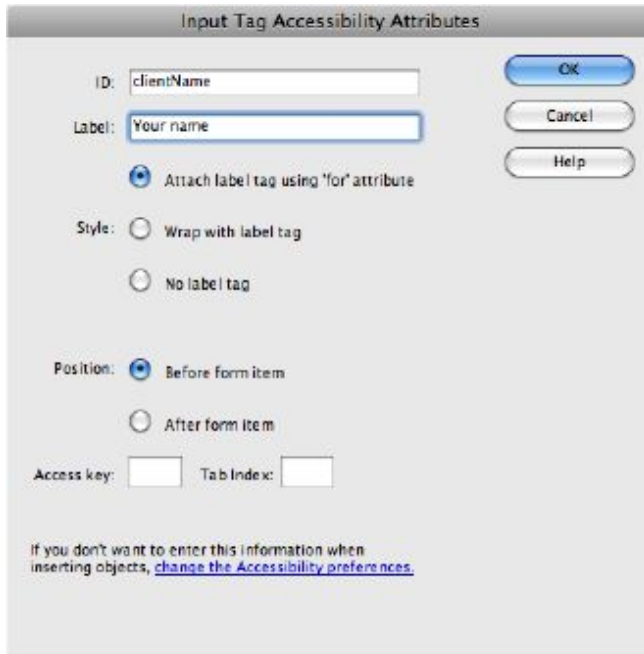 Input Tag Accessibility Attributes
ID: clientName
OK
Label: Your name
Cancel
Attach label tag using 'for' attribute
Help
Style: Wrap with label tag
No label tag
Position: Before form item
After form item
Access key: Tab Index:
If you don't want to enter this information when
inserting objects, change the Accessibility preferences.